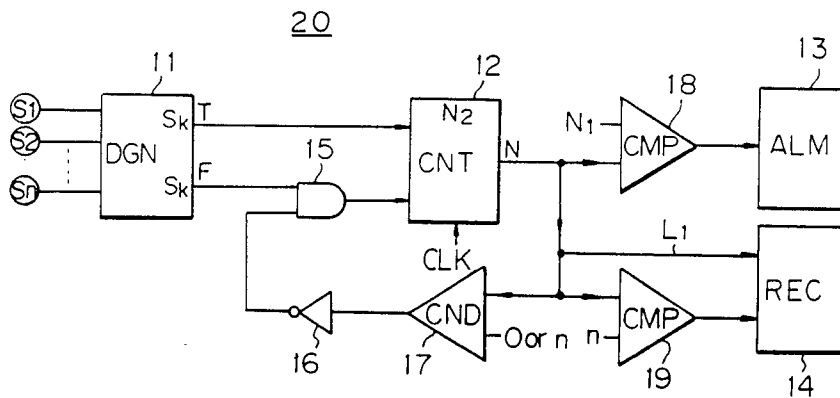 20
11
12
13
18
S1
S2
Sn
DGN
Sk T
Sk F
15
N2
CNT
N
N1
CMP
ALM
CLK
L1
CND
CMP
REC
0 or n
n
16
17
19
14